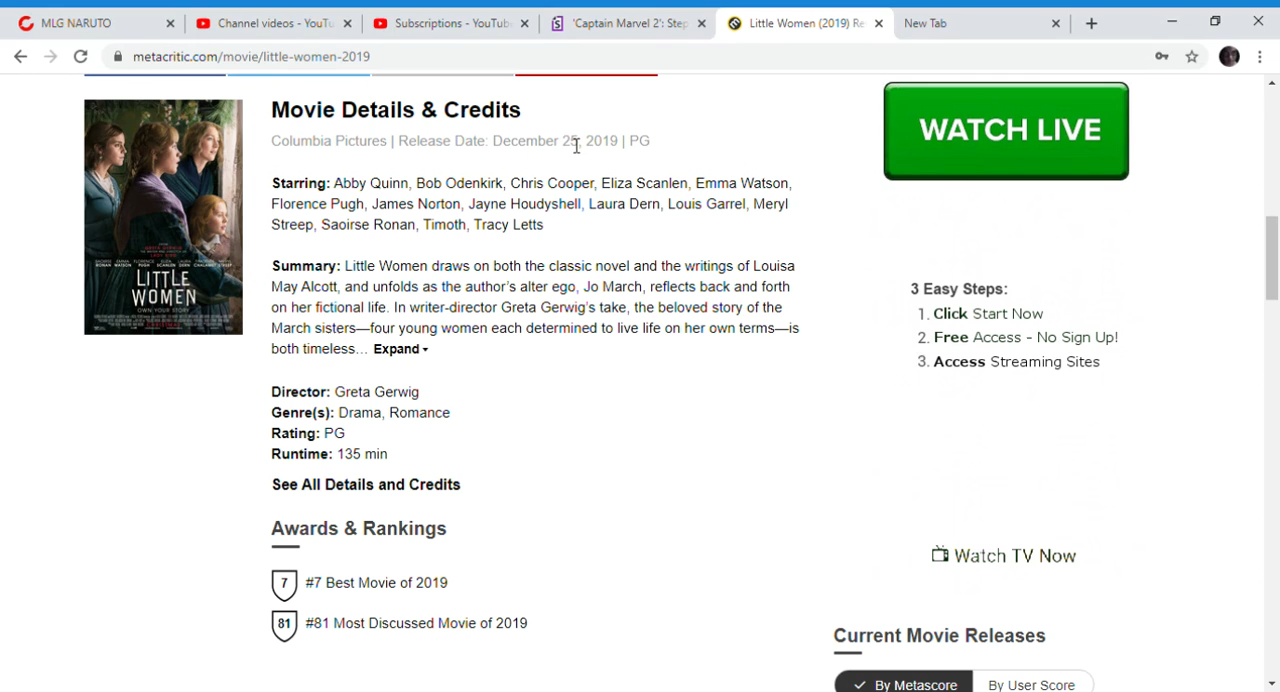 MLG NARUTO
Channel videos - YouTu
Subscriptions - YouTub
'Captain Marvel 2': Step
Little Women (2019) Re
New Tab
metacritic.com/movie/little-women-2019
Movie Details & Credits
Columbia Pictures | Release Date: December 25, 2019 | PG
Starring: Abby Quinn, Bob Odenkirk, Chris Cooper, Eliza Scanlen, Emma Watson,
Florence Pugh, James Norton, Jayne Houdyshell, Laura Dern, Louis Garrel, Meryl
Streep, Saoirse Ronan, Timoth, Tracy Letts
Summary: Little Women draws on both the classic novel and the writings of Louisa
May Alcott, and unfolds as the author's alter ego, Jo March, reflects back and forth
on her fictional life. In writer-director Greta Gerwig's take, the beloved story of the
March sisters—four young women each determined to live life on her own terms—is
both timeless… Expand
Director: Greta Gerwig
Genre(s): Drama, Romance
Rating: PG
Runtime: 135 min
See All Details and Credits
Awards & Rankings
7 #7 Best Movie of 2019
81 #81 Most Discussed Movie of 2019
LITTLE
WOMEN
OWN YOUR STORY
WATCH LIVE
3 Easy Steps:
1. Click Start Now
2. Free Access - No Sign Up!
3. Access Streaming Sites
Watch TV Now
Current Movie Releases
By Metascore
By User Score